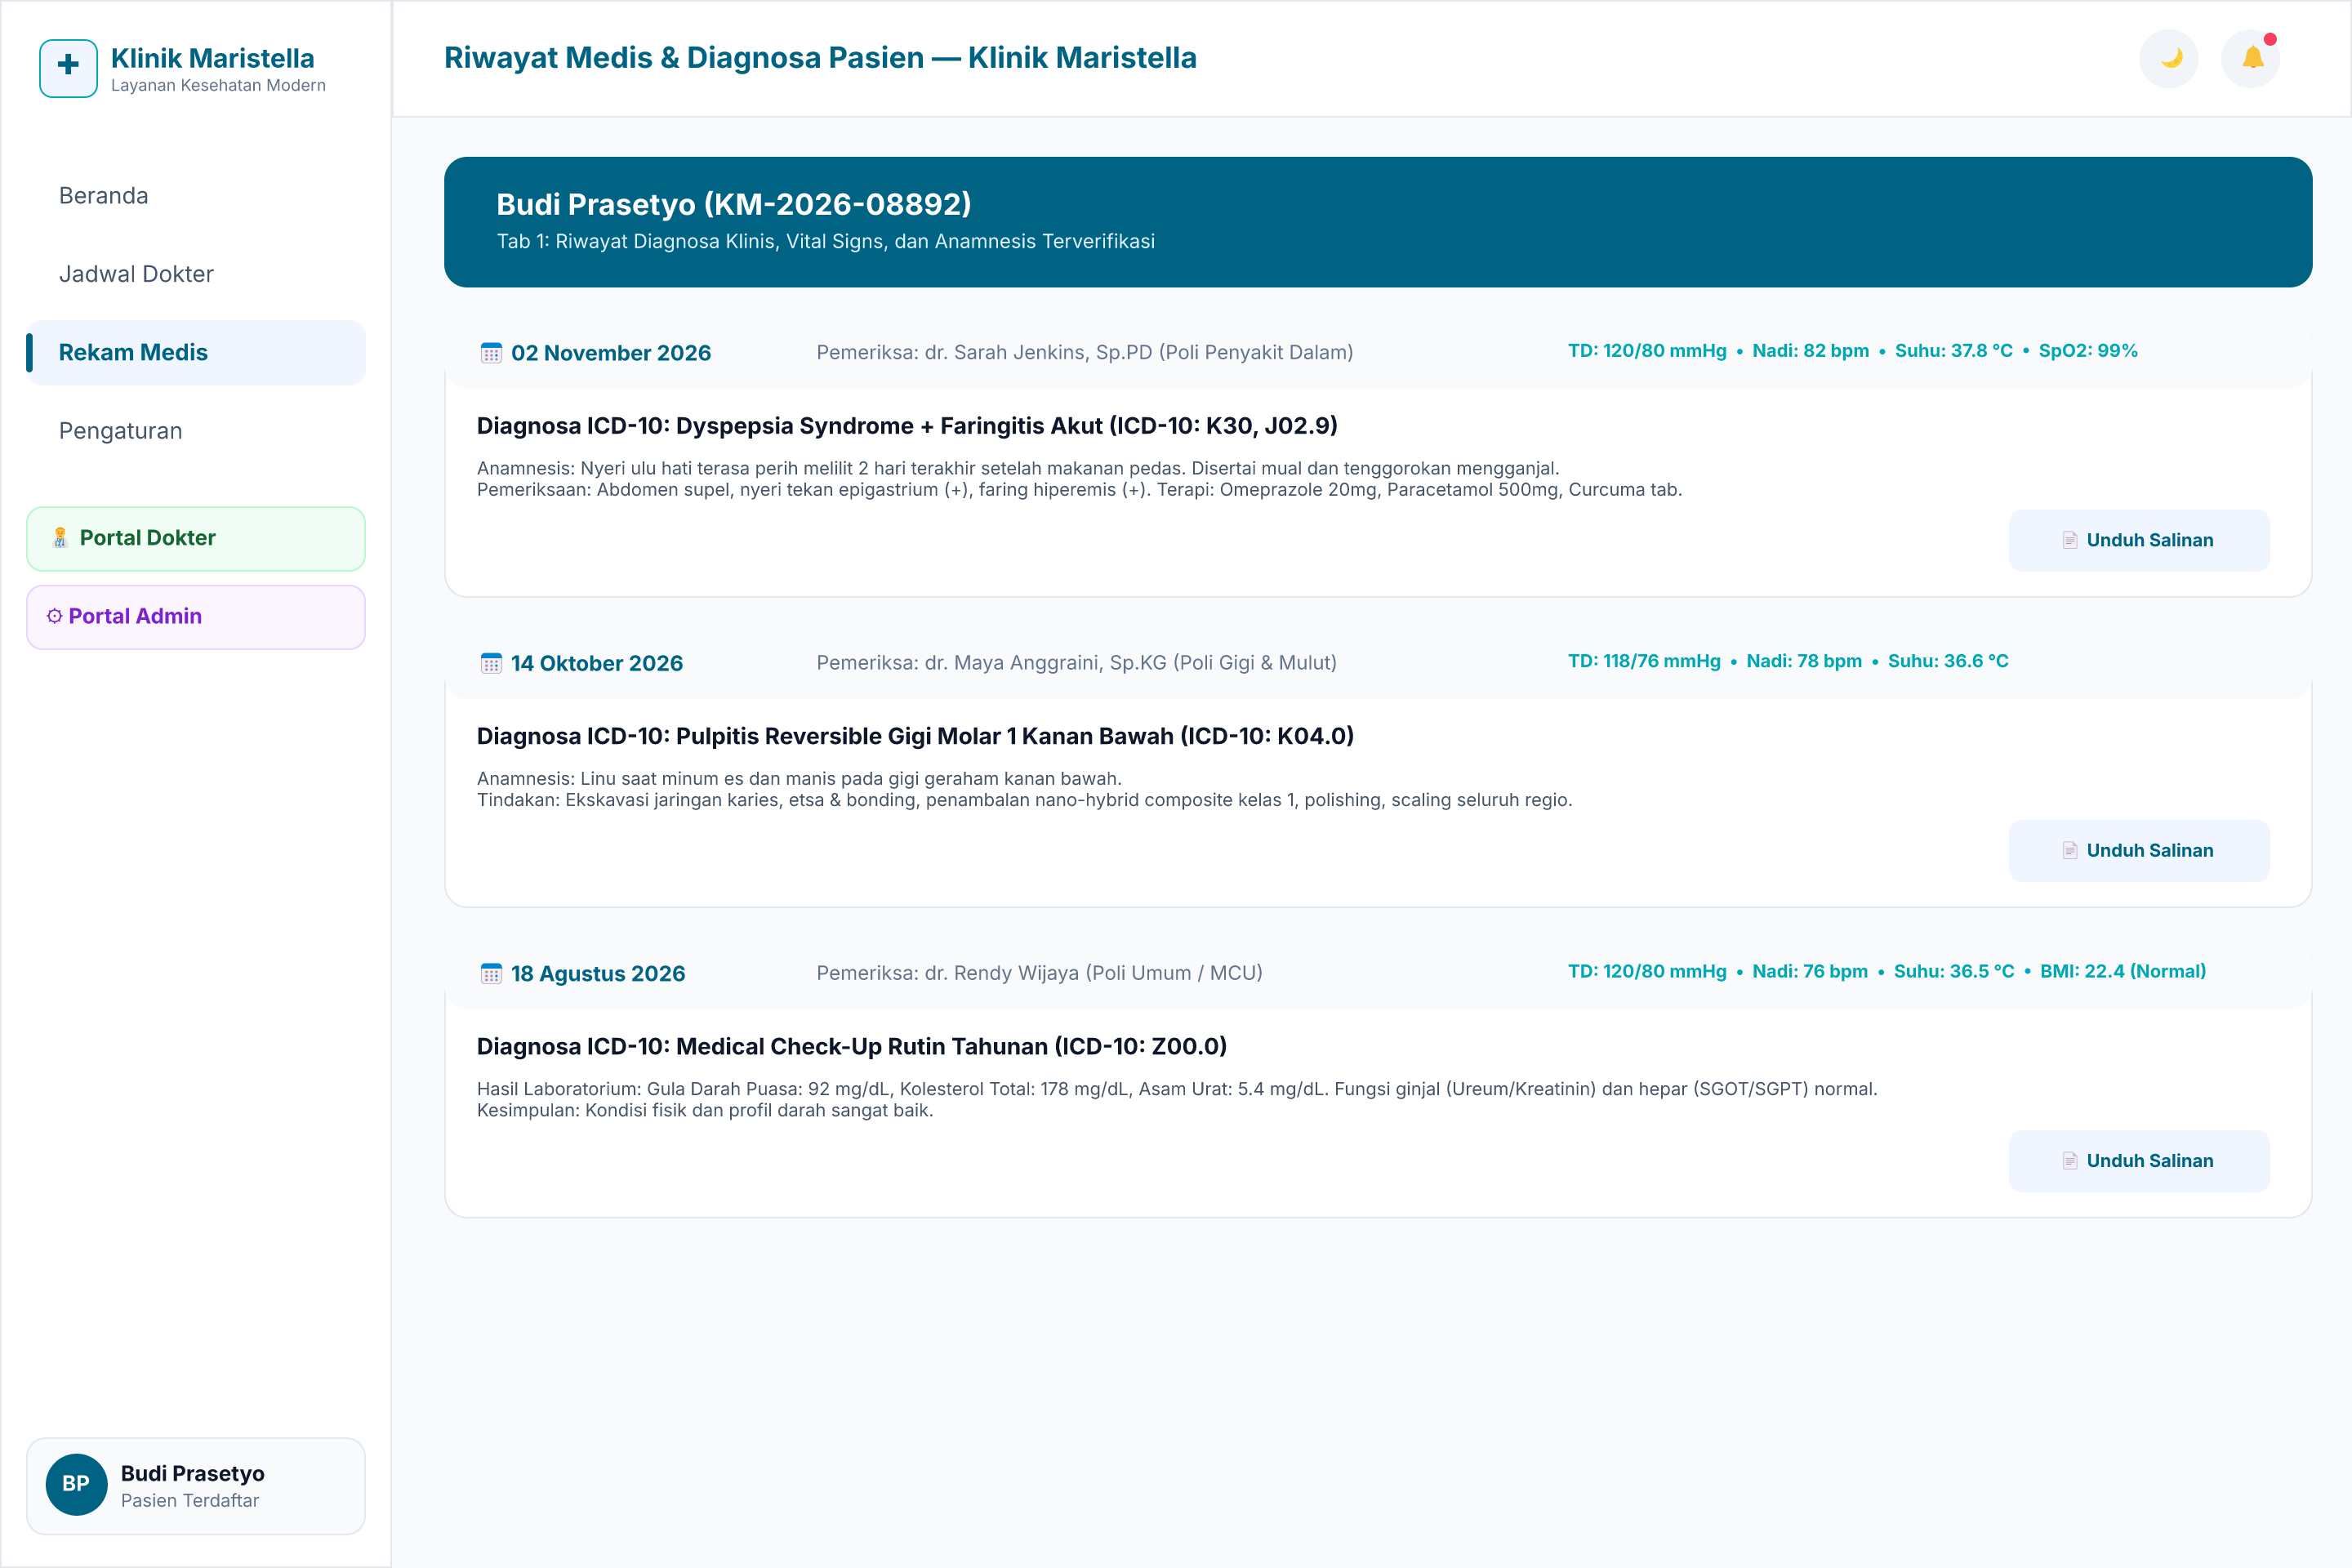 Klinik Maristella
Layanan Kesehatan Modern
Beranda
Jadwal Dokter
Rekam Medis
Pengaturan
Portal Dokter
Portal Admin
BP
Budi Prasetyo
Pasien Terdaftar
Riwayat Medis & Diagnosa Pasien — Klinik Maristella
Budi Prasetyo (KM-2026-08892)
Tab 1: Riwayat Diagnosa Klinis, Vital Signs, dan Anamnesis Terverifikasi
02 November 2026 Pemeriksa: dr. Sarah Jenkins, Sp.PD (Poli Penyakit Dalam) TD: 120/80 mmHg • Nadi: 82 bpm • Suhu: 37.8 °C • SpO2: 99%
Diagnosa ICD-10: Dyspepsia Syndrome + Faringitis Akut (ICD-10: K30, J02.9)
Anamnesis: Nyeri ulu hati terasa perih melilit 2 hari terakhir setelah makanan pedas. Disertai mual dan tenggorokan mengganjal.
Pemeriksaan: Abdomen supel, nyeri tekan epigastrium (+), faring hiperemis (+). Terapi: Omeprazole 20mg, Paracetamol 500mg, Curcuma tab.
Unduh Salinan
14 Oktober 2026 Pemeriksa: dr. Maya Anggraini, Sp.KG (Poli Gigi & Mulut) TD: 118/76 mmHg • Nadi: 78 bpm • Suhu: 36.6 °C
Diagnosa ICD-10: Pulpitis Reversible Gigi Molar 1 Kanan Bawah (ICD-10: K04.0)
Anamnesis: Linu saat minum es dan manis pada gigi geraham kanan bawah.
Tindakan: Ekskavasi jaringan karies, etsa & bonding, penambalan nano-hybrid composite kelas 1, polishing, scaling seluruh regio.
Unduh Salinan
18 Agustus 2026 Pemeriksa: dr. Rendy Wijaya (Poli Umum / MCU) TD: 120/80 mmHg • Nadi: 76 bpm • Suhu: 36.5 °C • BMI: 22.4 (Normal)
Diagnosa ICD-10: Medical Check-Up Rutin Tahunan (ICD-10: Z00.0)
Hasil Laboratorium: Gula Darah Puasa: 92 mg/dL, Kolesterol Total: 178 mg/dL, Asam Urat: 5.4 mg/dL. Fungsi ginjal (Ureum/Kreatinin) dan hepar (SGOT/SGPT) normal.
Kesimpulan: Kondisi fisik dan profil darah sangat baik.
Unduh Salinan